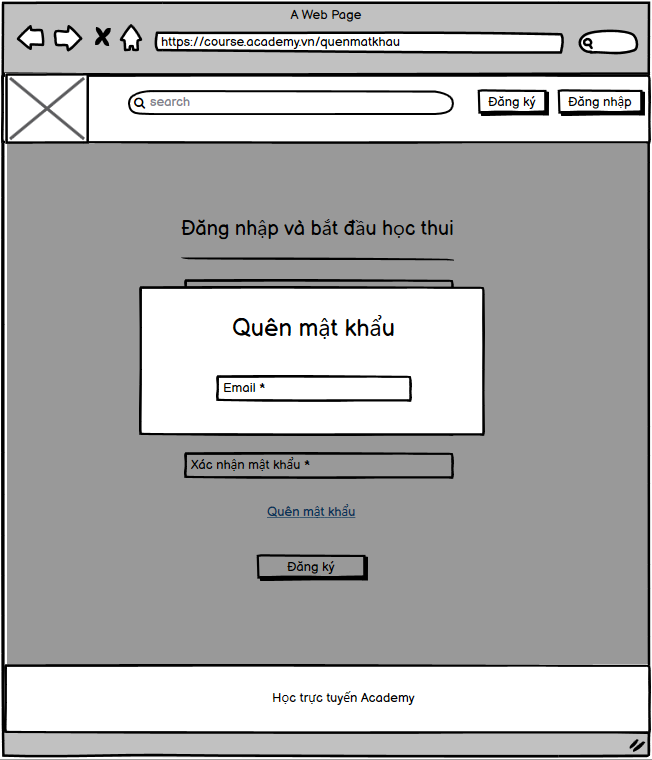 A Web Page
https://course.academy.vn/quenmatkhau
search
Đăng ký
Đăng nhập
Đăng nhập và bắt đầu học thui
Quên mật khẩu
Email *
Xác nhận mật khẩu *
Quên mật khẩu
Đăng ký
Học trực tuyến Academy